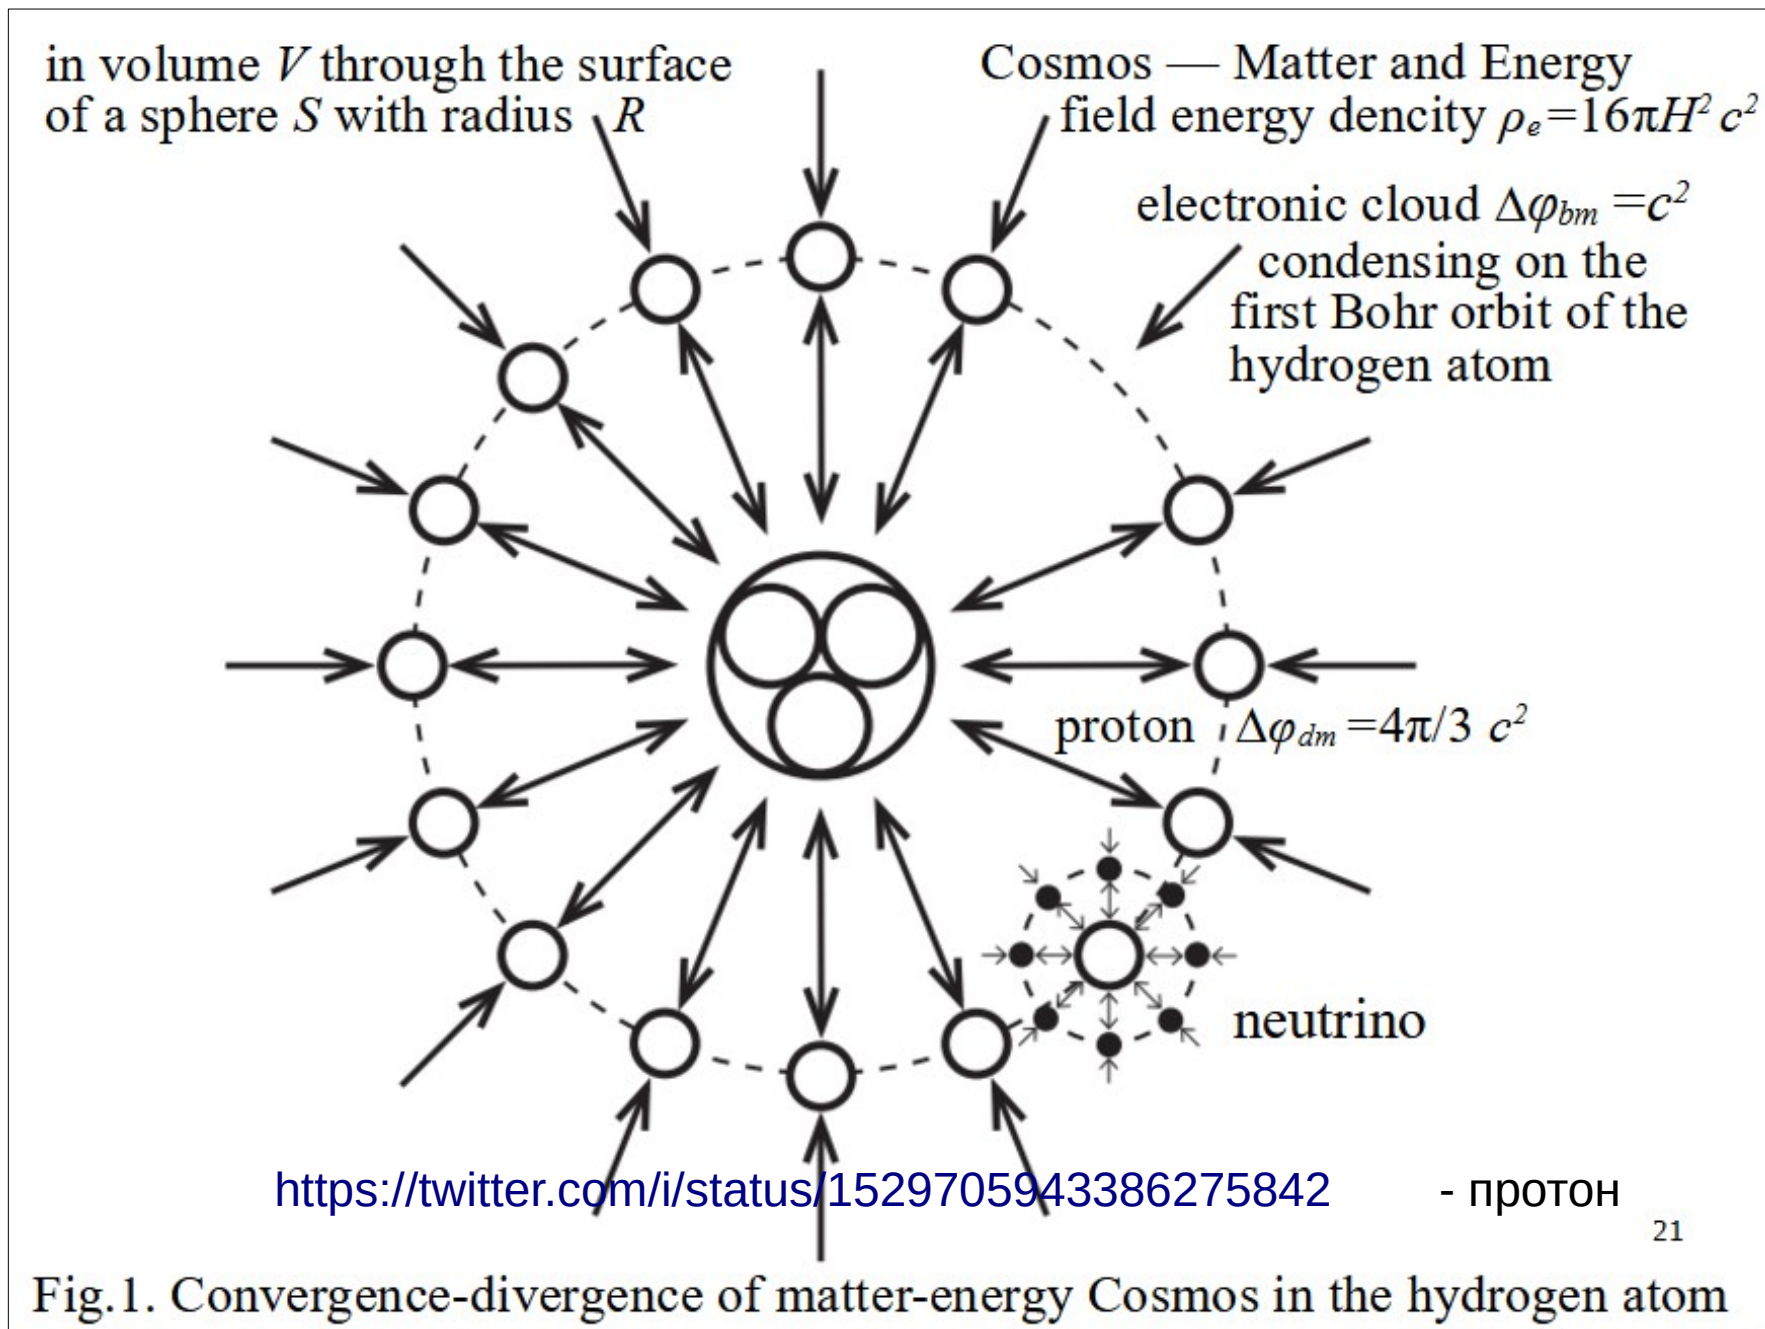 in volume V through the surface
of a sphere S with radius R
Cosmos — Matter and Energy
field energy dencity ρₑ=16πH² c²
electronic cloud Δφbm =c²
condensing on the
first Bohr orbit of the
hydrogen atom
proton Δφdm =4π/3 c²
neutrino
https://twitter.com/i/status/1529705943386275842 - протон
21
Fig.1. Convergence-divergence of matter-energy Cosmos in the hydrogen atom